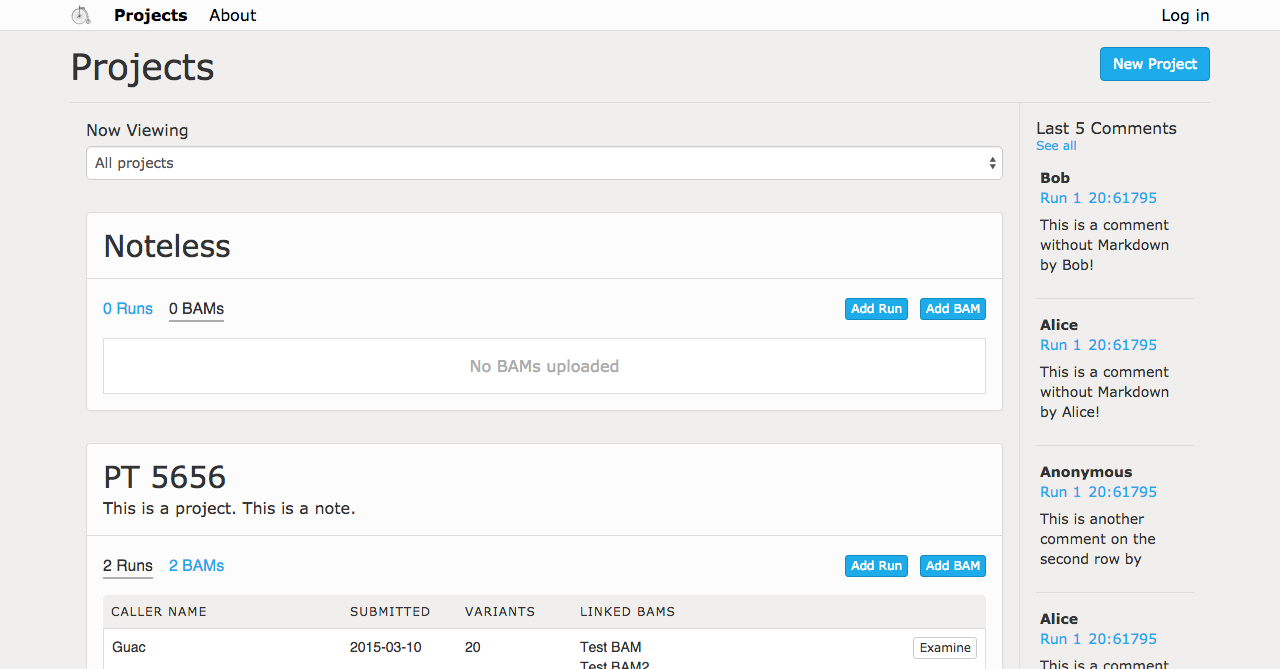 Projects About Log in
Projects
New Project
Now Viewing
All projects
Noteless
0 Runs 0 BAMs Add Run Add BAM
No BAMs uploaded
PT 5656
This is a project. This is a note.
2 Runs 2 BAMs Add Run Add BAM
CALLER NAME SUBMITTED VARIANTS LINKED BAMS
Guac 2015-03-10 20 Test BAM Examine
Test BAM2
Last 5 Comments
See all
Bob
Run 1 20:61795
This is a comment
without Markdown
by Bob!
Alice
Run 1 20:61795
This is a comment
without Markdown
by Alice!
Anonymous
Run 1 20:61795
This is another
comment on the
second row by
Alice
Run 1 20:61795
This is a comment